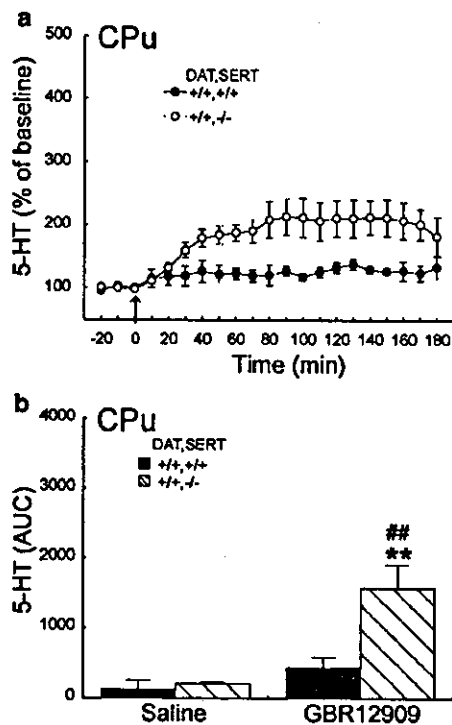 a
CPu
500
400
300
200
100
5-HT (% of baseline)
DAT,SERT
+/+,+/+
+/+,-/-
-20 0 20 40 60 80 100 120 140 160 180
Time (min)
b
CPu
4000
3000
2000
1000
0
5-HT (AUC)
DAT,SERT
+/+,+/+
+/+,-/-
##
**
Saline GBR12909